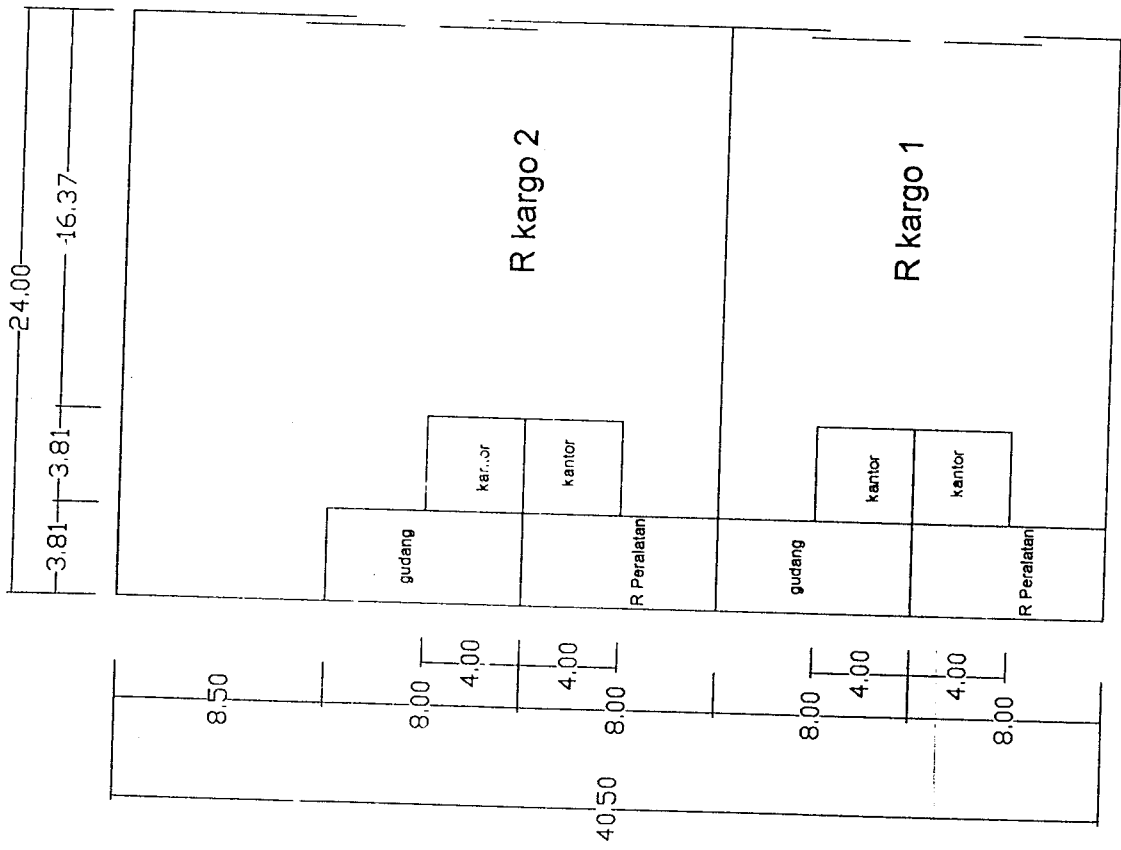 24.00
3.81
3.81
16.37
R kargo 2
R kargo 1
kantor
kantor
kantor
gudang
R Peralatan
gudang
R Peralatan
8.50
8.00
4.00
4.00
8.00
8.00
4.00
4.00
8.00
40.50